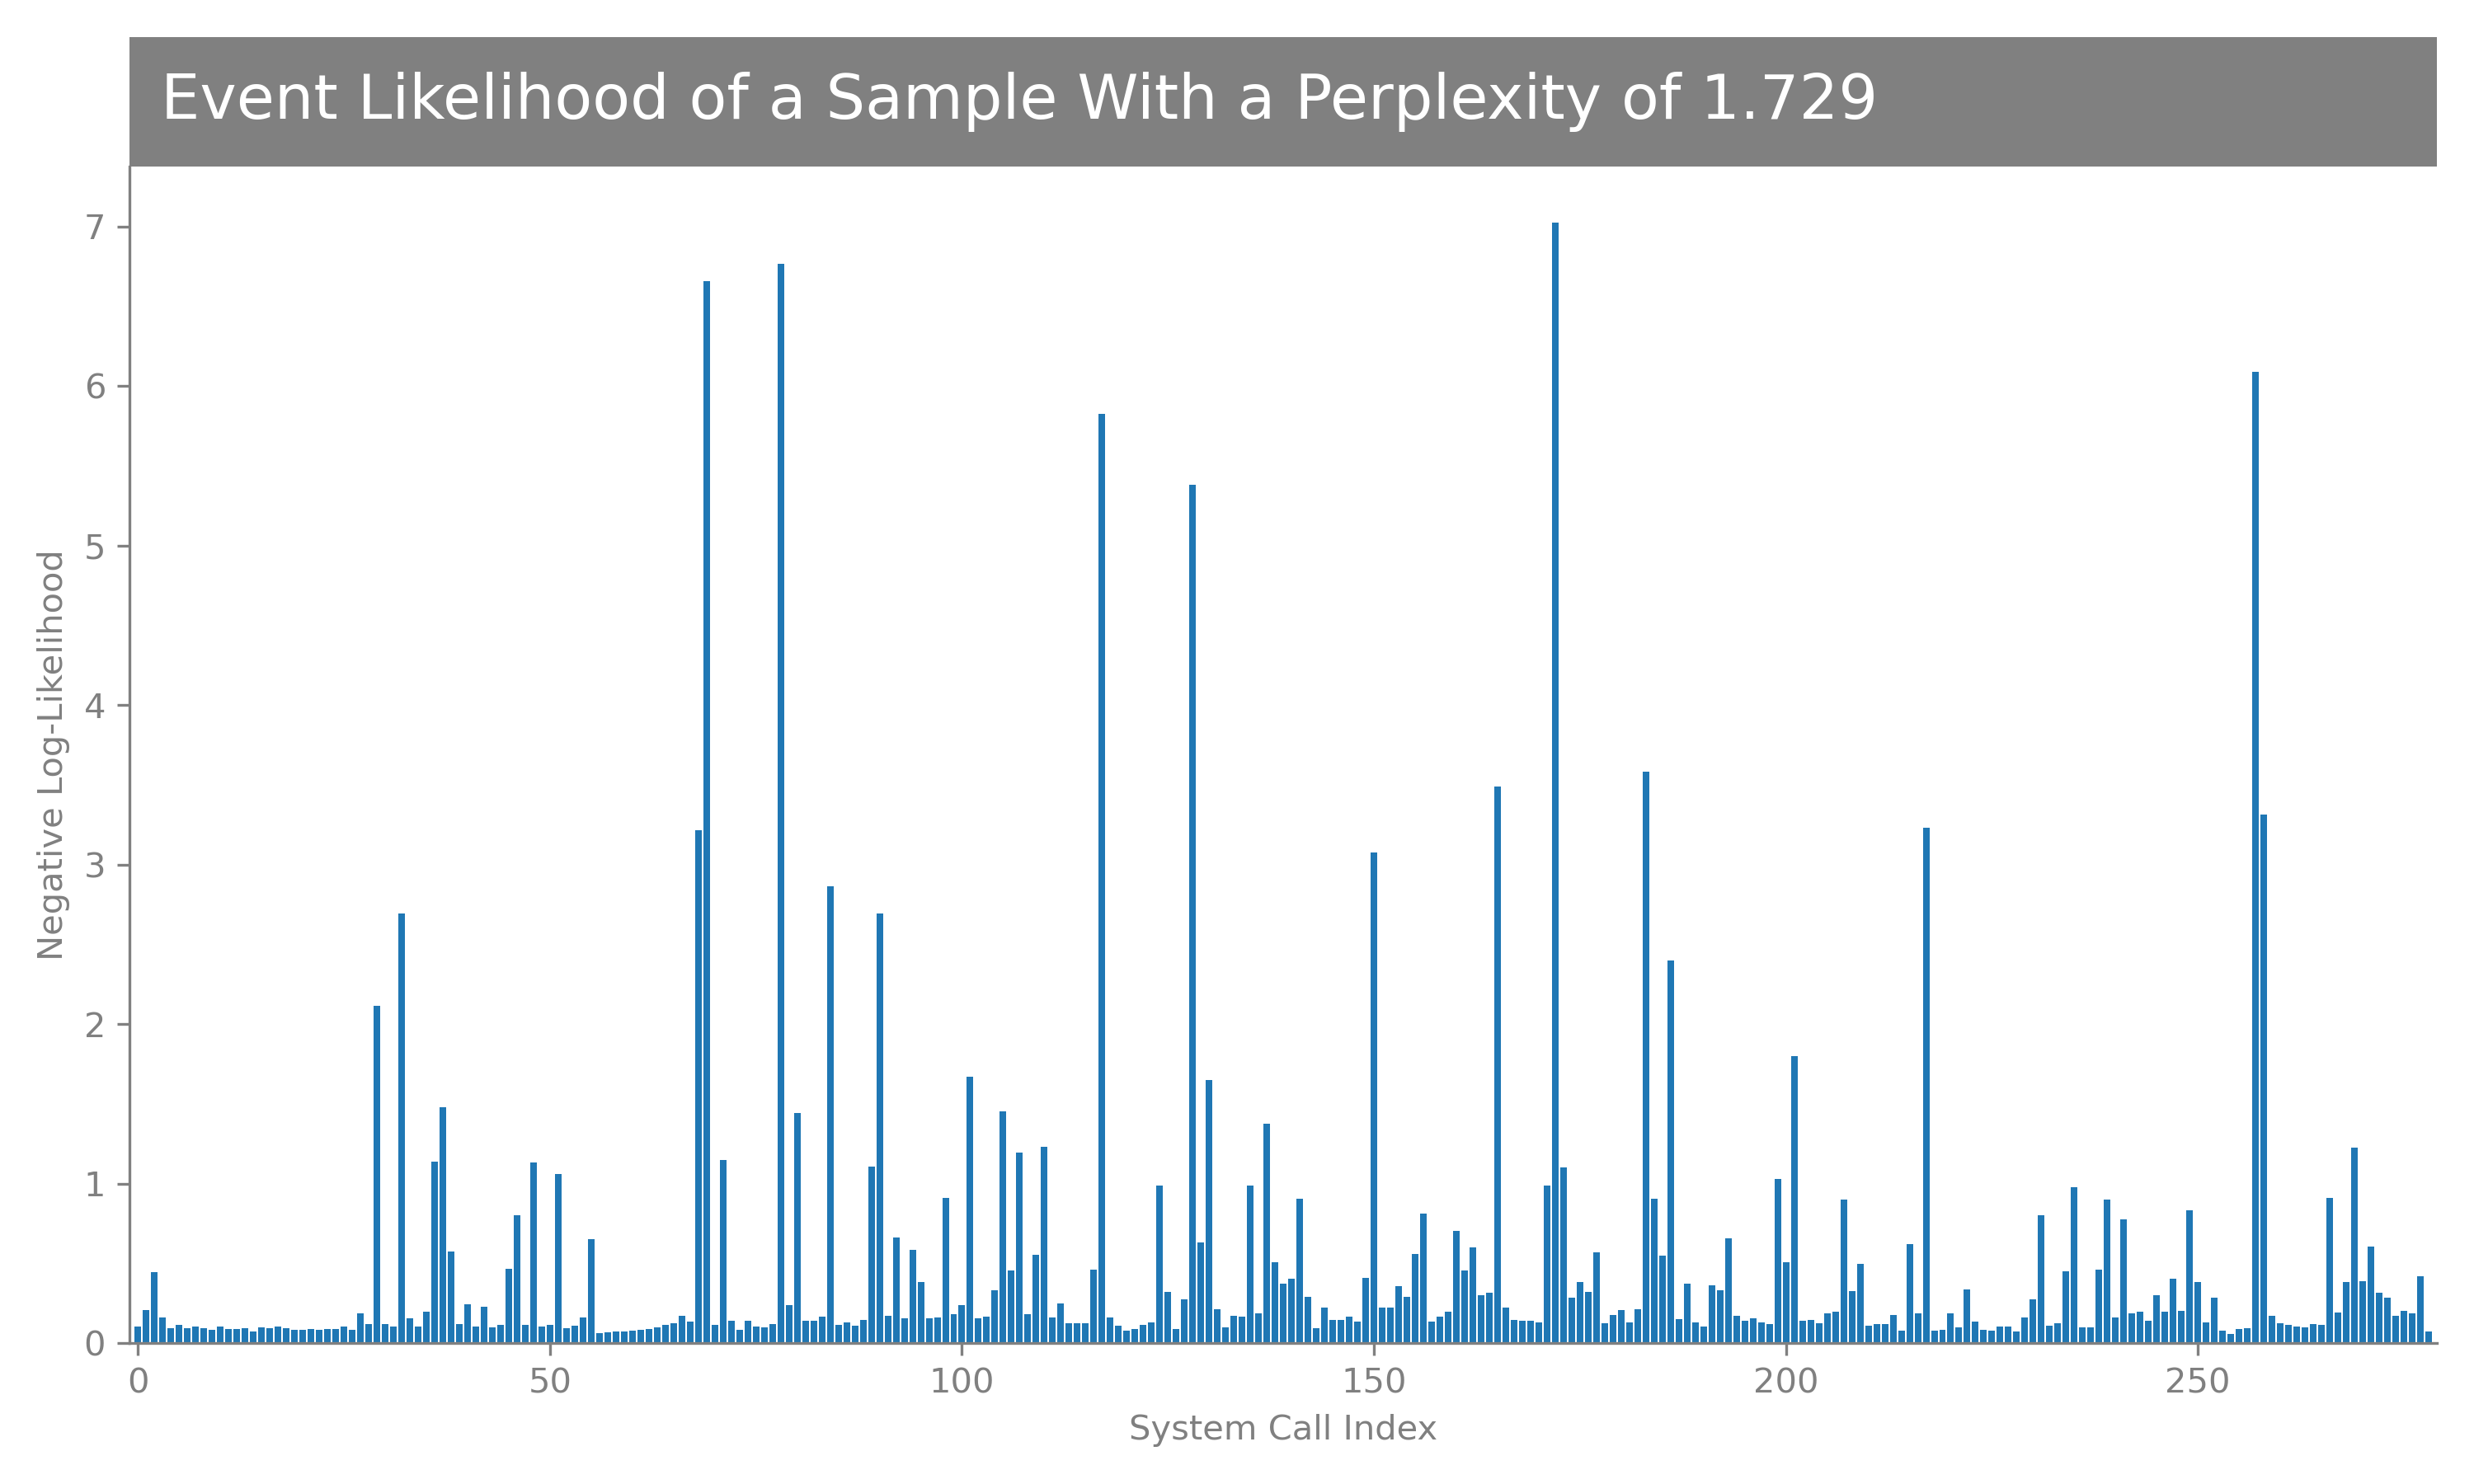 Event Likelihood of a Sample With a Perplexity of 1.729
Negative Log-Likelihood
7
6
5
4
3
2
1
0
0 50 100 150 200 250
System Call Index